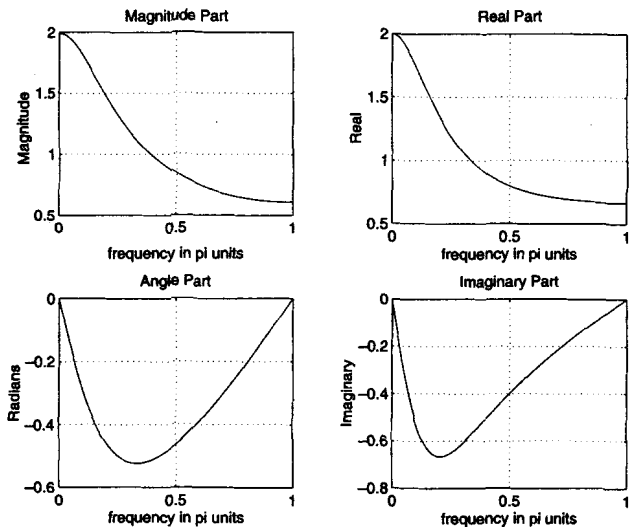 Magnitude Part
2
1.5
1
0.5
Magnitude
0
0.5
1
frequency in pi units
Real Part
2
1.5
1
0.5
Real
0
0.5
1
frequency in pi units
Angle Part
0
−0.2
−0.4
−0.6
Radians
0
0.5
1
frequency in pi units
Imaginary Part
0
−0.2
−0.4
−0.6
−0.8
Imaginary
0
0.5
1
frequency in pi units